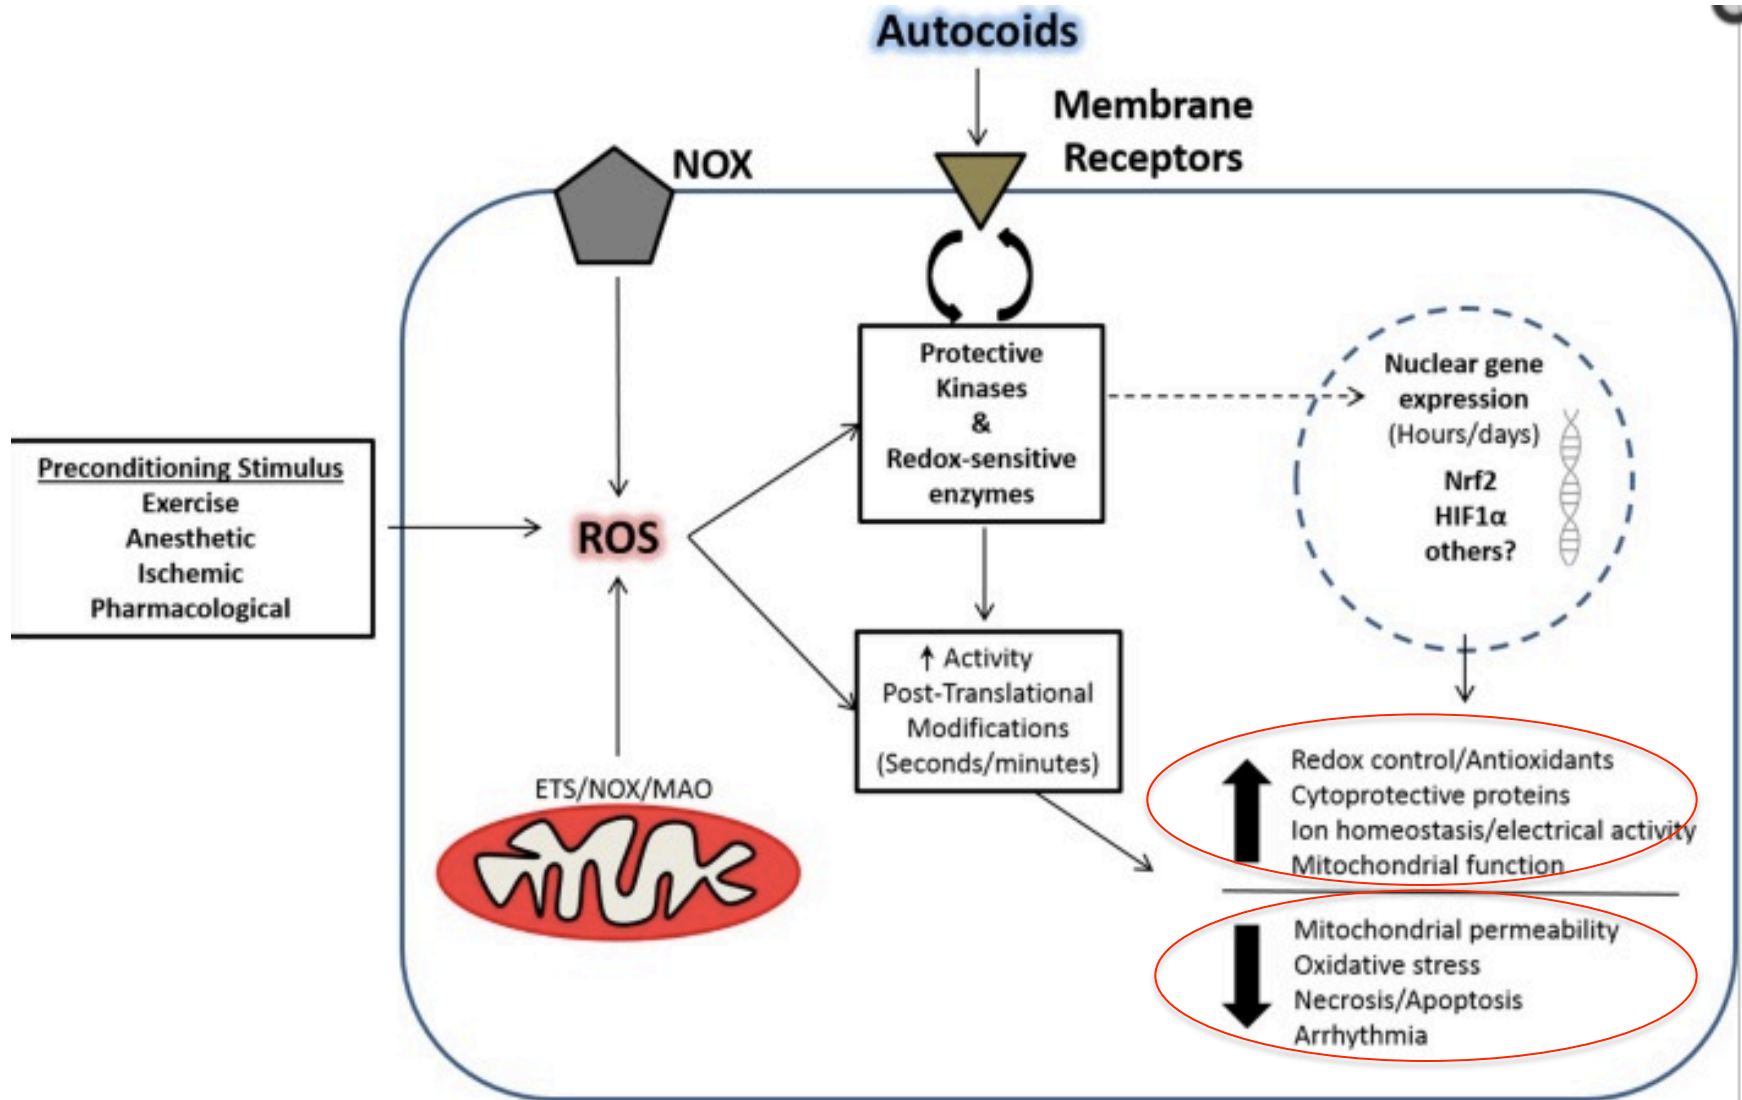 Autocoids
Membrane
Receptors
NOX
Protective
Kinases
&
Redox-sensitive
enzymes
Nuclear gene
expression
(Hours/days)
Nrf2
HIF1α
others?
Preconditioning Stimulus
Exercise
Anesthetic
Ischemic
Pharmacological
ROS
↑ Activity
Post-Translational
Modifications
(Seconds/minutes)
ETS/NOX/MAO
Redox control/Antioxidants
Cytoprotective proteins
Ion homeostasis/electrical activity
Mitochondrial function
Mitochondrial permeability
Oxidative stress
Necrosis/Apoptosis
Arrhythmia